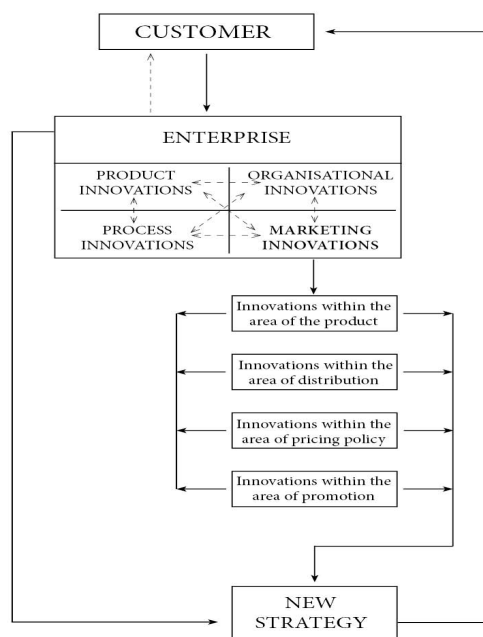 CUSTOMER
ENTERPRISE
PRODUCT
INNOVATIONS
ORGANISATIONAL
INNOVATIONS
PROCESS
INNOVATIONS
MARKETING
INNOVATIONS
Innovations within the
area of the product
Innovations within the
area of distribution
Innovations within the
area of pricing policy
Innovations within the
area of promotion
NEW
STRATEGY